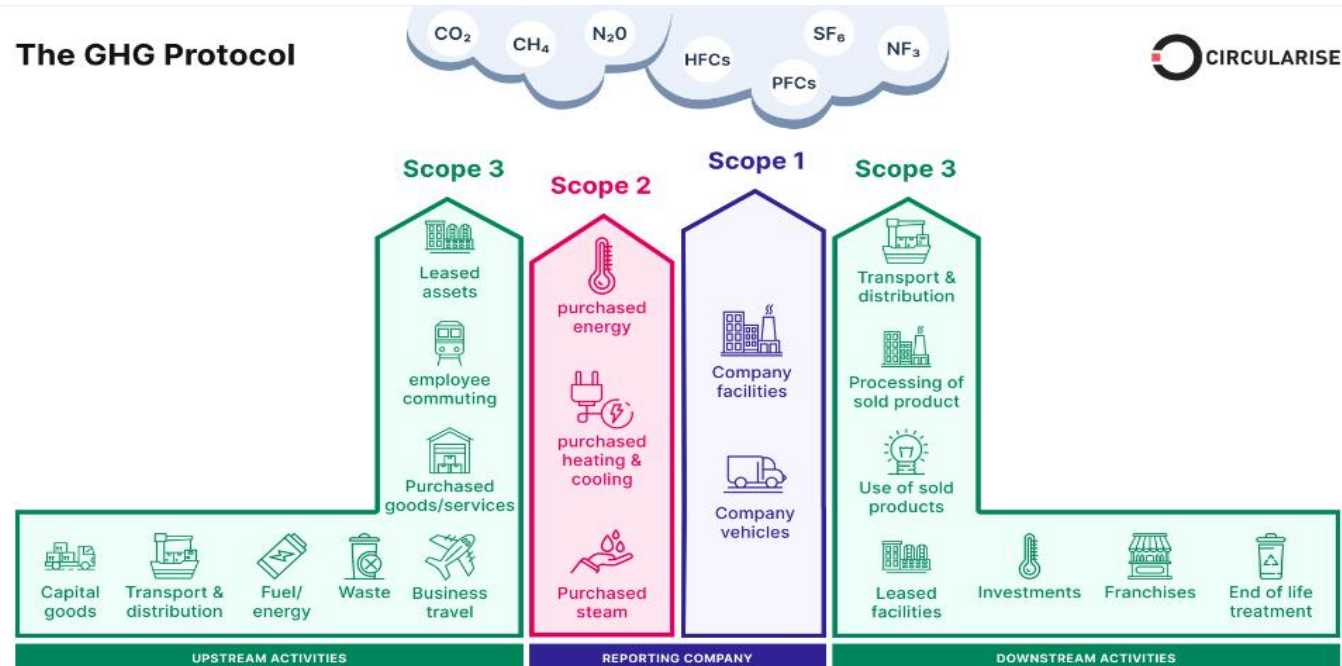 The GHG Protocol
CO₂
CH₄
N₂0
HFCs
PFCs
SF₆
NF₃
CIRCULARISE
Scope 3
Leased
assets
employee
commuting
Purchased
goods/services
Capital
goods
Transport &
distribution
Fuel/
energy
Waste
Business
travel
UPSTREAM ACTIVITIES
Scope 2
purchased
energy
purchased
heating &
cooling
Purchased
steam
Scope 1
Company
facilities
Company
vehicles
REPORTING COMPANY
Scope 3
Transport &
distribution
Processing of
sold product
Use of sold
products
Leased
facilities
Investments
Franchises
End of life
treatment
DOWNSTREAM ACTIVITIES